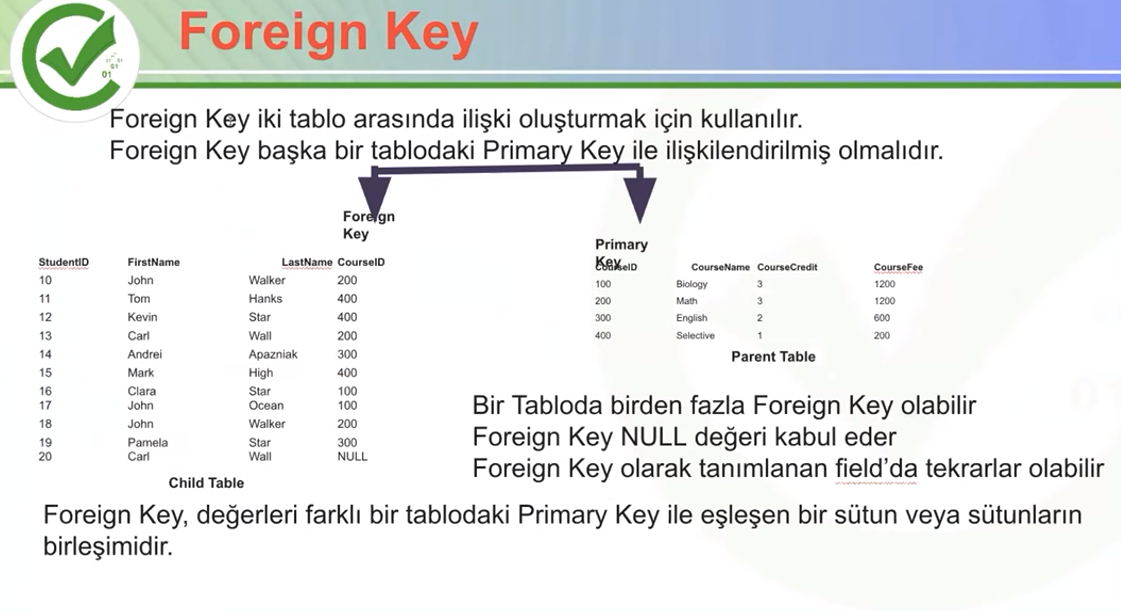 Foreign Key
Foreign Key iki tablo arasında ilişki oluşturmak için kullanılır.
Foreign Key başka bir tablodaki Primary Key ile ilişkilendirilmiş olmalıdır.
Foreign
Key
StudentID FirstName LastName CourseID
10 John Walker 200
11 Tom Hanks 400
12 Kevin Star 400
13 Carl Wall 200
14 Andrei Apazniak 300
15 Mark High 400
16 Clara Star 100
17 John Ocean 100
18 John Walker 200
19 Pamela Star 300
20 Carl Wall NULL
Child Table
Primary
Key
CourseID CourseName CourseCredit CourseFee
100 Biology 3 1200
200 Math 3 1200
300 English 2 600
400 Selective 1 200
Parent Table
Bir Tabloda birden fazla Foreign Key olabilir
Foreign Key NULL değeri kabul eder
Foreign Key olarak tanımlanan field’da tekrarlar olabilir
Foreign Key, değerleri farklı bir tablodaki Primary Key ile eşleşen bir sütun veya sütunların
birleşimidir.